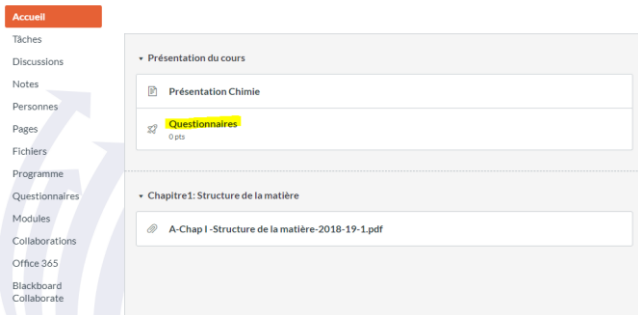 Accueil
Tâches
Discussions
Notes
Personnes
Pages
Fichiers
Programme
Questionnaires
Modules
Collaborations
Office 365
Blackboard
Collaborate
Présentation du cours
Présentation Chimie
Questionnaires
0 pts
Chapitre1: Structure de la matière
A-Chap I -Structure de la matière-2018-19-1.pdf